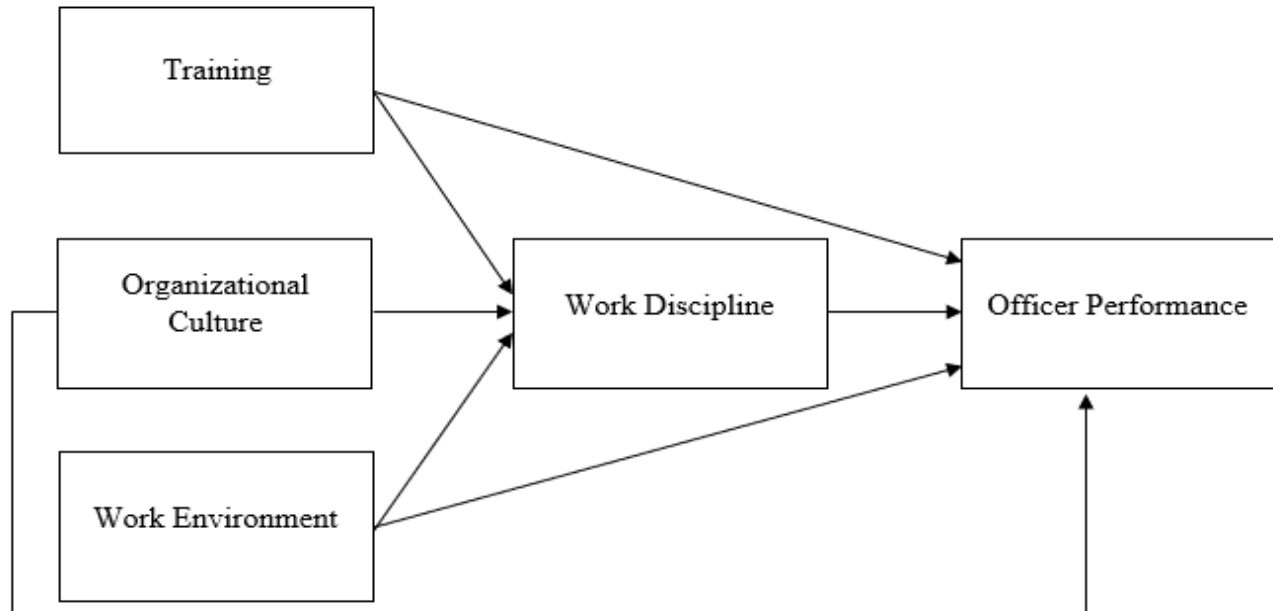 Training
Organizational
Culture
Work Discipline
Officer Performance
Work Environment